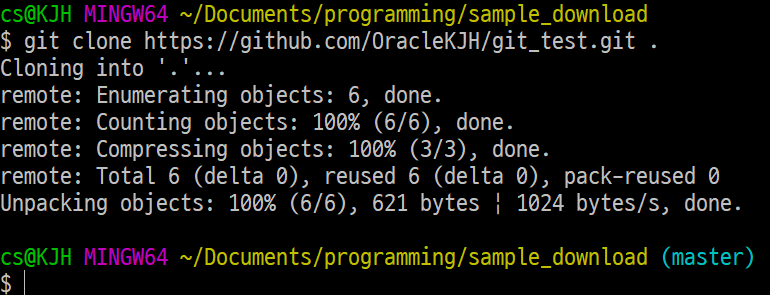 cs@KJH MINGW64 ~/Documents/programming/sample_download
$ git clone https://github.com/OracleKJH/git_test.git .
Cloning into '.'...
remote: Enumerating objects: 6, done.
remote: Counting objects: 100% (6/6), done.
remote: Compressing objects: 100% (3/3), done.
remote: Total 6 (delta 0), reused 6 (delta 0), pack-reused 0
Unpacking objects: 100% (6/6), 621 bytes ¦ 1024 bytes/s, done.
cs@KJH MINGW64 ~/Documents/programming/sample_download (master)
$